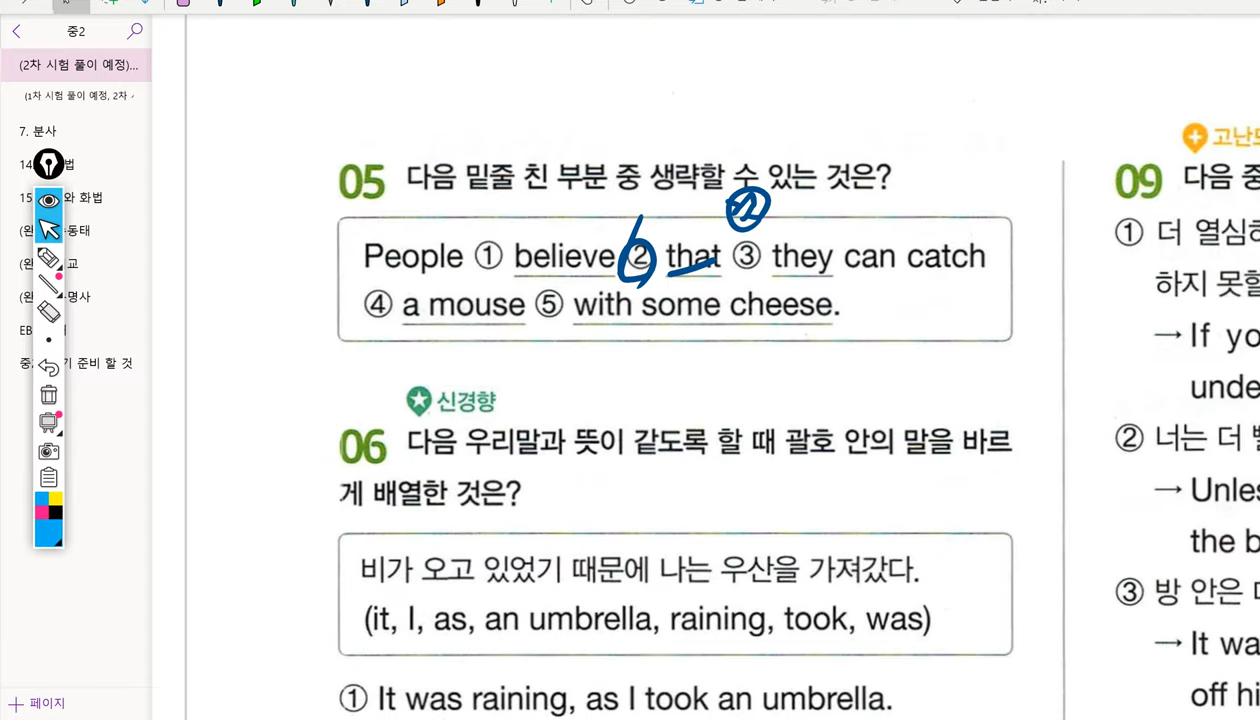 중2
(2차 시험 풀이 예정)...
(1차 시험 풀이 예정, 2차
7. 분사
14 법
15 와 화법
(완 동태
(완 교
(완 명사
EB
중 기 준비 할 것
페이지
05 다음 밑줄 친 부분 중 생략할 수 있는 것은?
②
People ① believe ② that ③ they can catch
④ a mouse ⑤ with some cheese.
신경향
06 다음 우리말과 뜻이 같도록 할 때 괄호 안의 말을 바르
게 배열한 것은?
비가 오고 있었기 때문에 나는 우산을 가져갔다.
(it, I, as, an umbrella, raining, took, was)
① It was raining, as I took an umbrella.
고난도
09 다음 중
① 더 열심히
하지 못할
→ If yo
unde
② 너는 더
→ Unles
the b
③ 방 안은
→ It wa
off hi